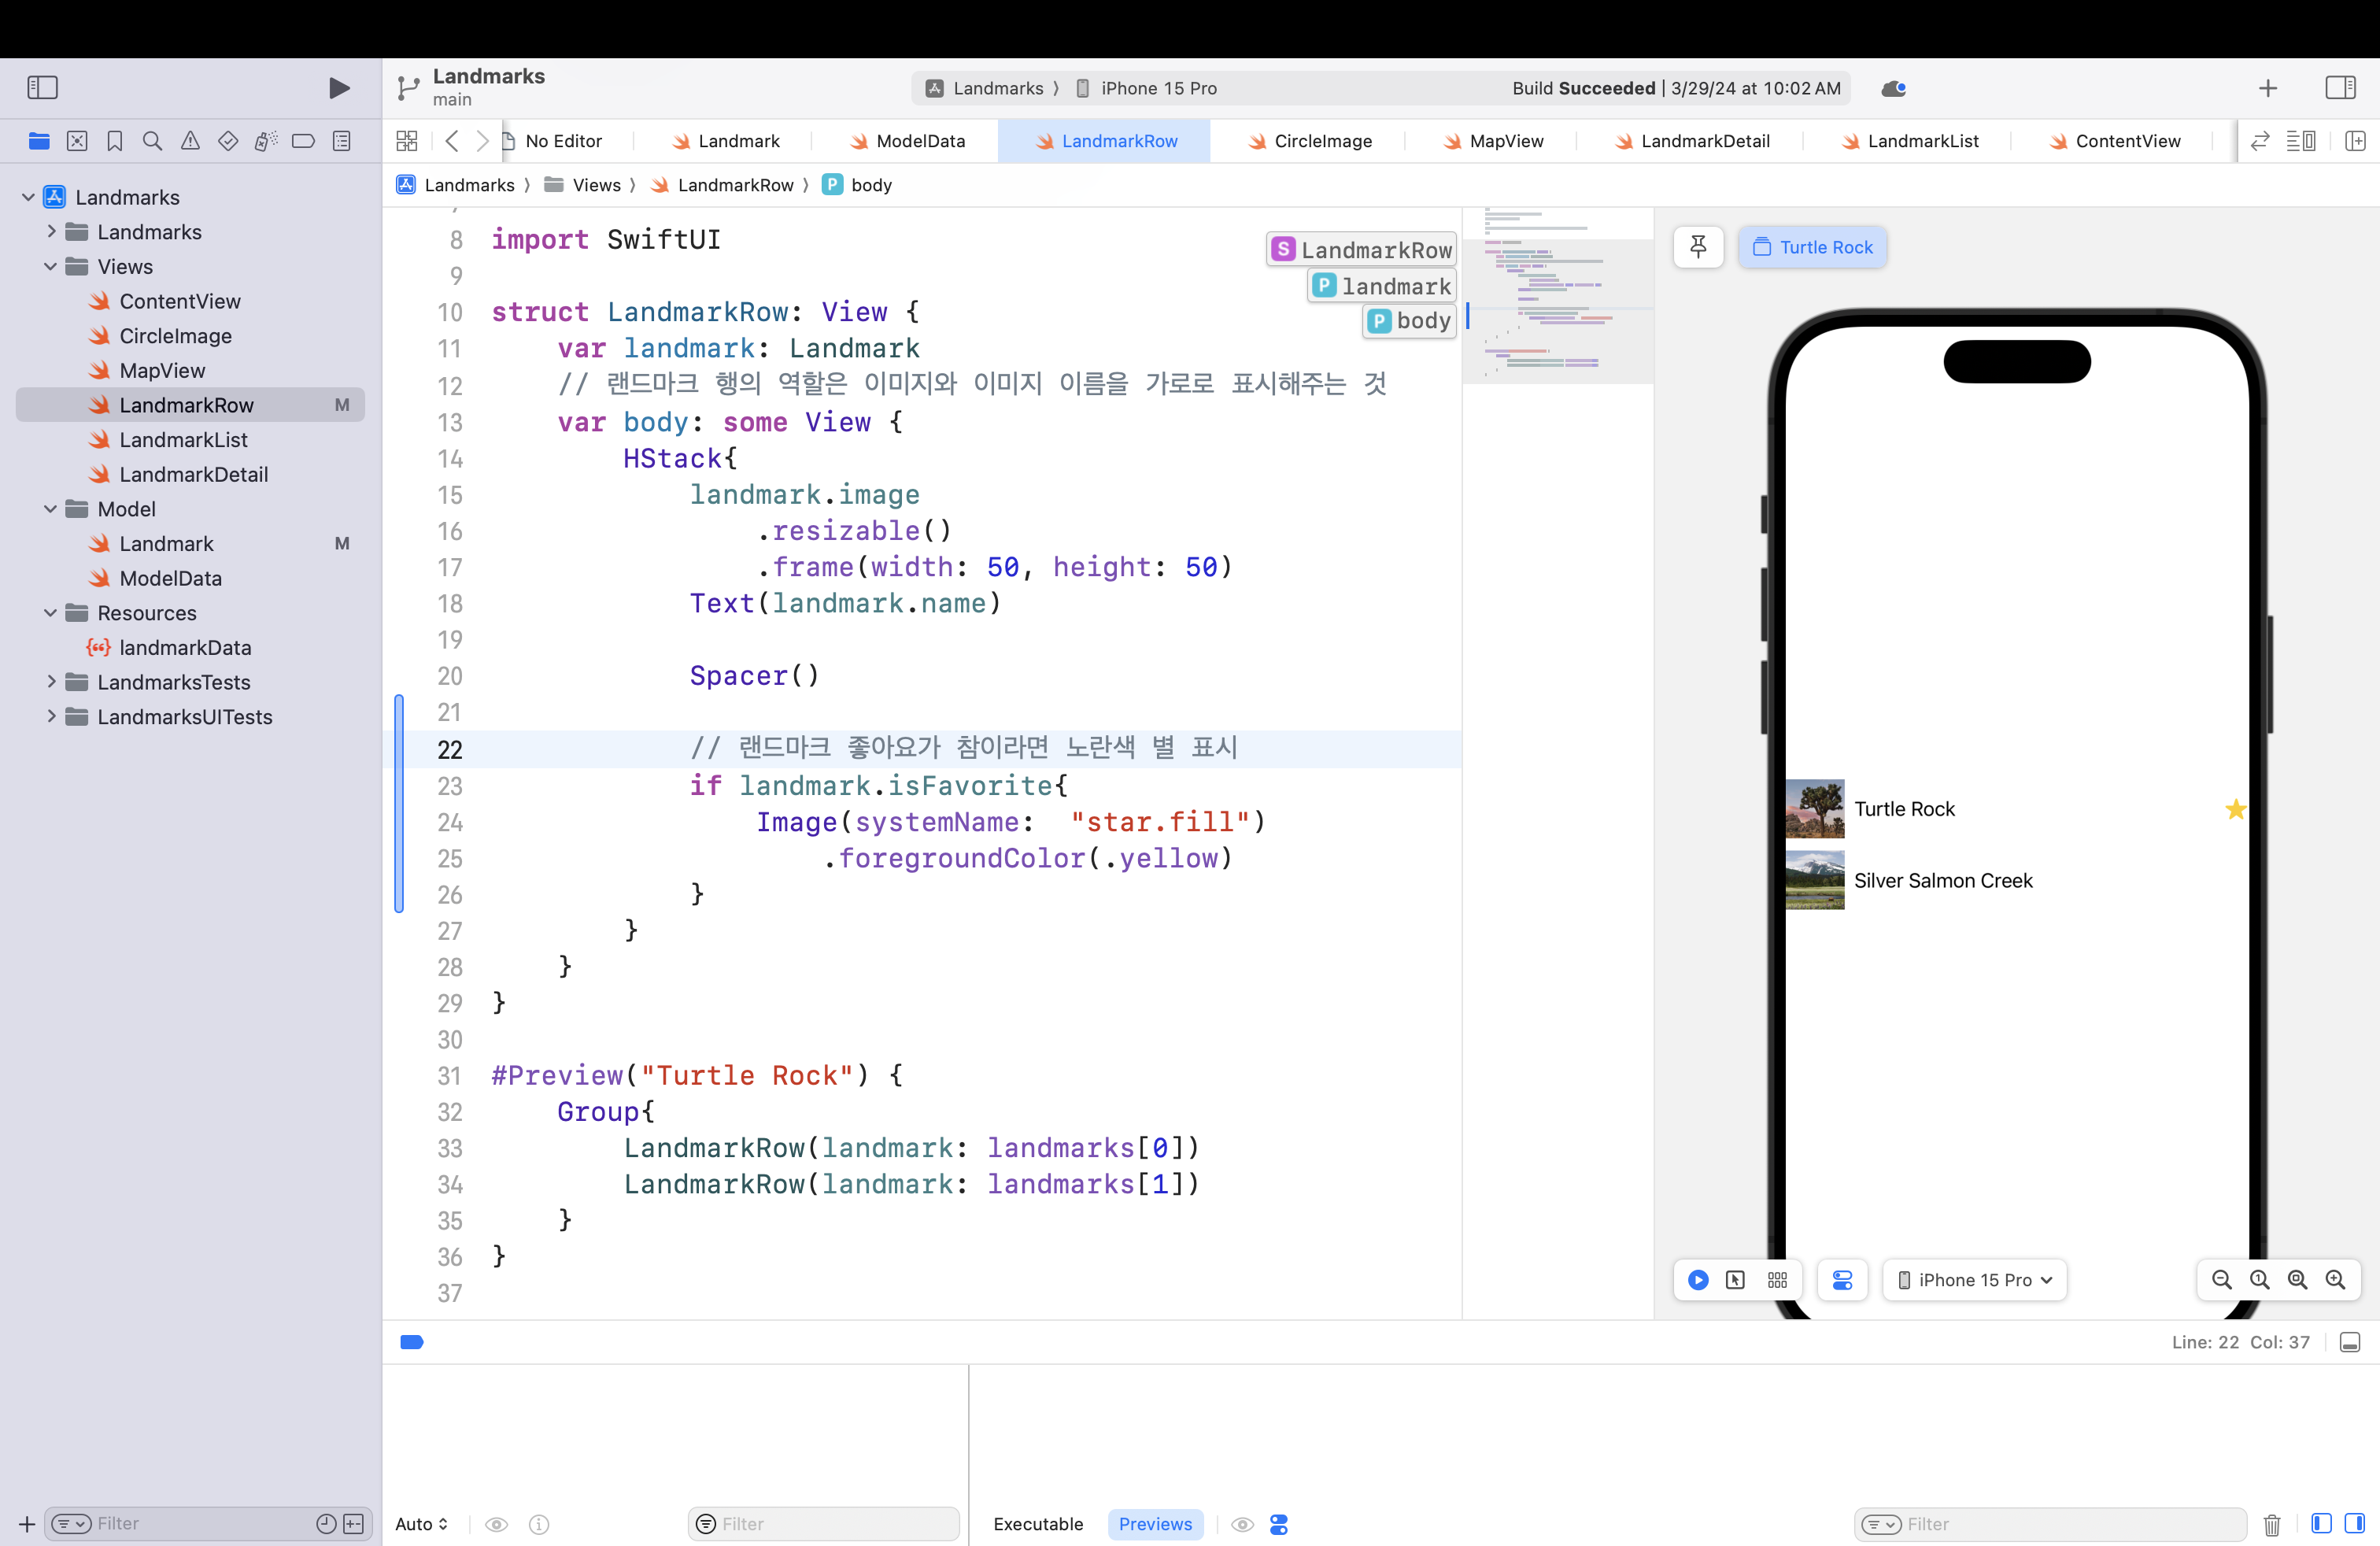 Landmarks
main
Landmarks 〉 iPhone 15 Pro
Build Succeeded | 3/29/24 at 10:02 AM
No Editor
Landmark
ModelData
LandmarkRow
CircleImage
MapView
LandmarkDetail
LandmarkList
ContentView
Landmarks 〉 Views 〉 LandmarkRow 〉 P body
Landmarks
Landmarks
Views
ContentView
CircleImage
MapView
LandmarkRow M
LandmarkList
LandmarkDetail
Model
Landmark M
ModelData
Resources
landmarkData
LandmarksTests
LandmarksUITests
Filter
8 import SwiftUI
9
10 struct LandmarkRow: View {
11 var landmark: Landmark
12 // 랜드마크 행의 역할은 이미지와 이미지 이름을 가로로 표시해주는 것
13 var body: some View {
14 HStack{
15 landmark.image
16 .resizable()
17 .frame(width: 50, height: 50)
18 Text(landmark.name)
19
20 Spacer()
21
22 // 랜드마크 좋아요가 참이라면 노란색 별 표시
23 if landmark.isFavorite{
24 Image(systemName:  "star.fill")
25 .foregroundColor(.yellow)
26 }
27 }
28 }
29 }
30
31 #Preview("Turtle Rock") {
32 Group{
33 LandmarkRow(landmark: landmarks[0])
34 LandmarkRow(landmark: landmarks[1])
35 }
36 }
37
S LandmarkRow
P landmark
P body
Turtle Rock
Turtle Rock
Silver Salmon Creek
iPhone 15 Pro
Line: 22 Col: 37
Auto
Filter
Executable
Previews
Filter